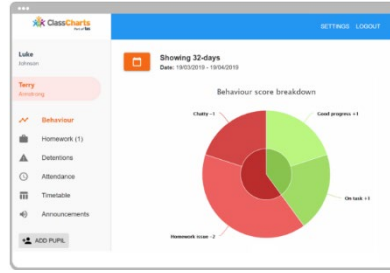 ClassCharts
SETTINGS LOGOUT
Luke
Johnson
Terry
Armstrong
Behaviour
Homework (1)
Detentions
Attendance
Timetable
Announcements
ADD PUPIL
Showing 32-days
Date: 19/03/2019 - 19/04/2019
Behaviour score breakdown
Chatty -1
Good progress +1
On task +1
Homework issue -2